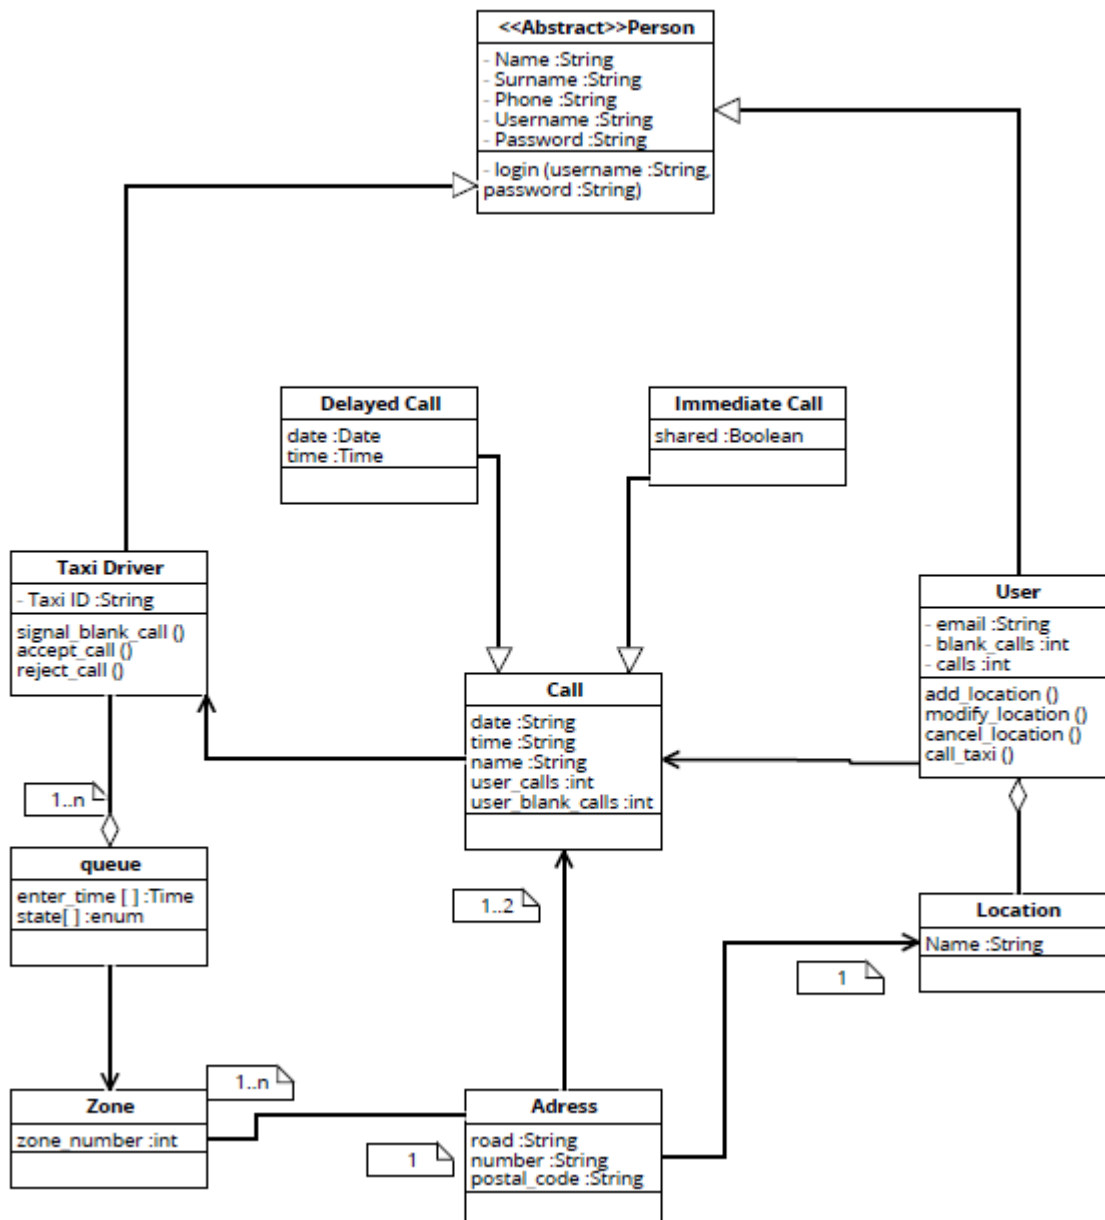 <<Abstract>>Person
- Name :String
- Surname :String
- Phone :String
- Username :String
- Password :String
- login (username :String,
password :String)
Delayed Call
date :Date
time :Time
Immediate Call
shared :Boolean
Taxi Driver
- Taxi ID :String
signal_blank_call ()
accept_call ()
reject_call ()
User
- email :String
- blank_calls :int
- calls :int
add_location ()
modify_location ()
cancel_location ()
call_taxi ()
Call
date :String
time :String
name :String
user_calls :int
user_blank_calls :int
1..n
queue
enter_time [ ] :Time
state[ ] :enum
1..2
Location
Name :String
1
1..n
Zone
zone_number :int
1
Adress
road :String
number :String
postal_code :String